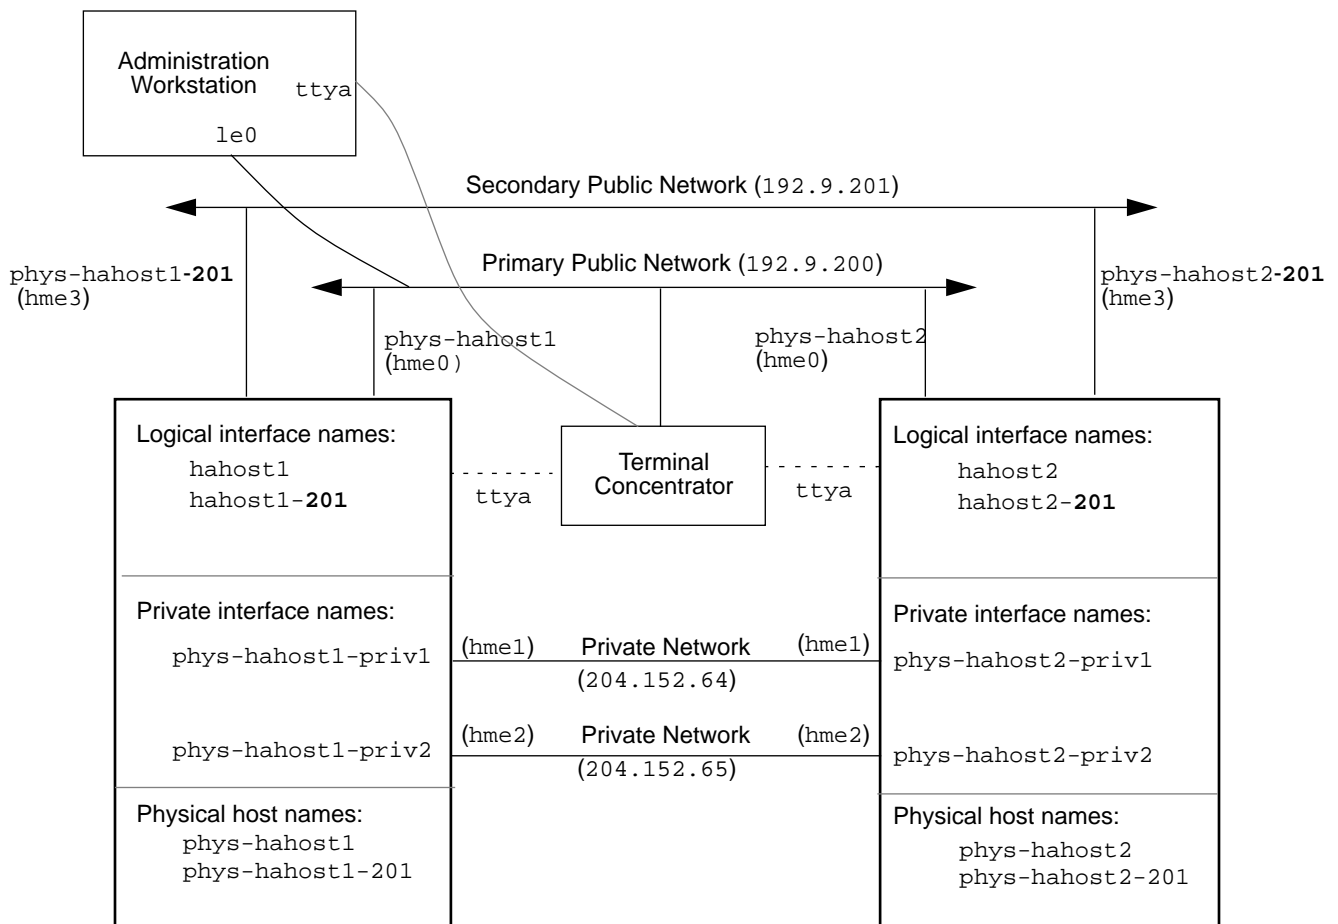 Administration
Workstation
ttya
le0
Secondary Public Network (192.9.201)
Primary Public Network (192.9.200)
phys-hahost1-201
(hme3)
phys-hahost2-201
(hme3)
phys-hahost1
(hme0)
phys-hahost2
(hme0)
Logical interface names:
hahost1
hahost1-201
ttya
Terminal
Concentrator
ttya
Logical interface names:
hahost2
hahost2-201
Private interface names:
phys-hahost1-priv1
(hme1)
Private Network
(204.152.64)
(hme1)
Private interface names:
phys-hahost2-priv1
phys-hahost1-priv2
(hme2)
Private Network
(204.152.65)
(hme2)
phys-hahost2-priv2
Physical host names:
phys-hahost1
phys-hahost1-201
Physical host names:
phys-hahost2
phys-hahost2-201